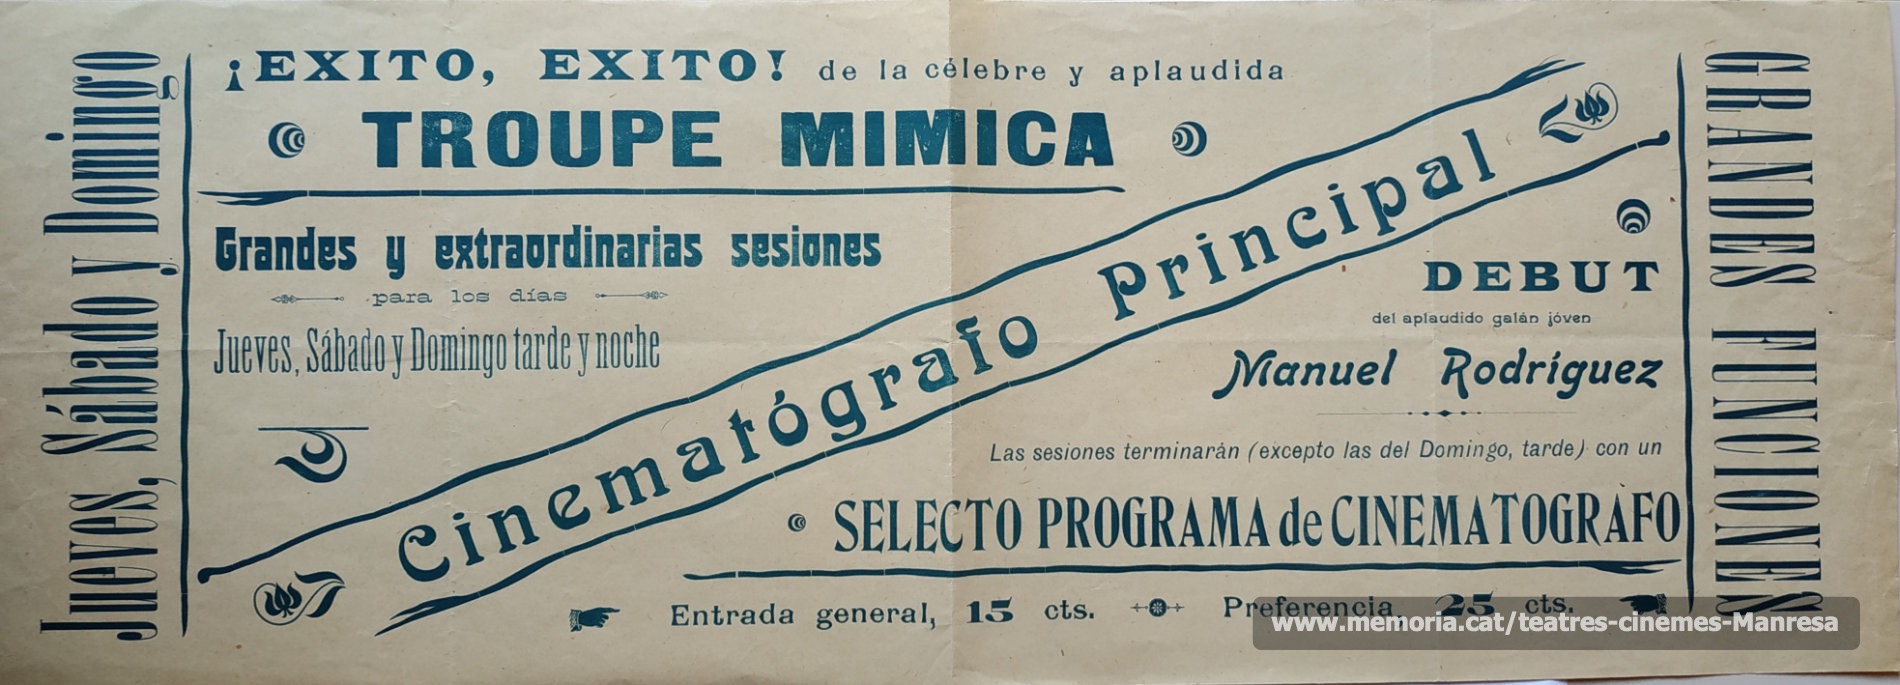 Jueves, Sábado y Domingo
¡EXITO, EXITO! de la célebre y aplaudida
TROUPE MIMICA
Grandes y extraordinarias sesiones
para los días
Jueves, Sábado y Domingo tarde y noche
Cinematógrafo Principal
DEBUT
del aplaudido galán jóven
Manuel Rodríguez
Las sesiones terminarán (excepto las del Domingo, tarde) con un
SELECTO PROGRAMA de CINEMATOGRAFO
Entrada general, 15 cts. Preferencia, 25 cts.
GRANDES FUNCIONES
www.memoria.cat/teatres-cinemes-Manresa